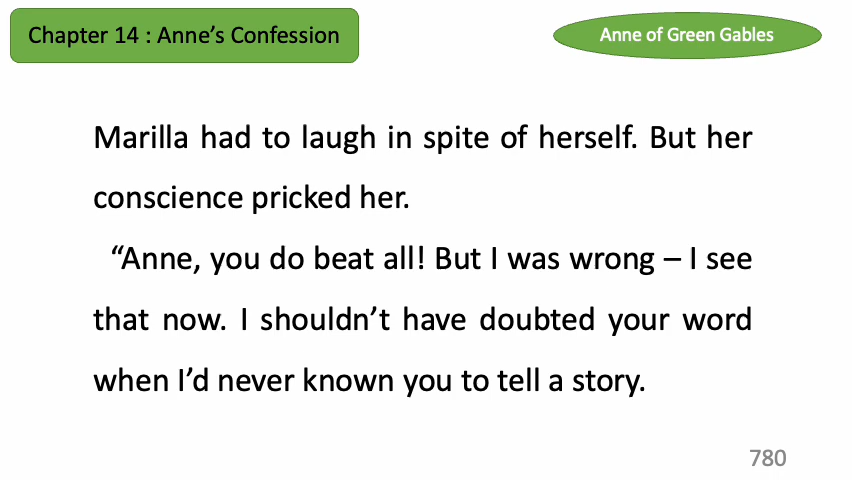 Chapter 14 : Anne’s Confession
Anne of Green Gables
Marilla had to laugh in spite of herself. But her
conscience pricked her.
“Anne, you do beat all! But I was wrong – I see
that now. I shouldn’t have doubted your word
when I’d never known you to tell a story.
780